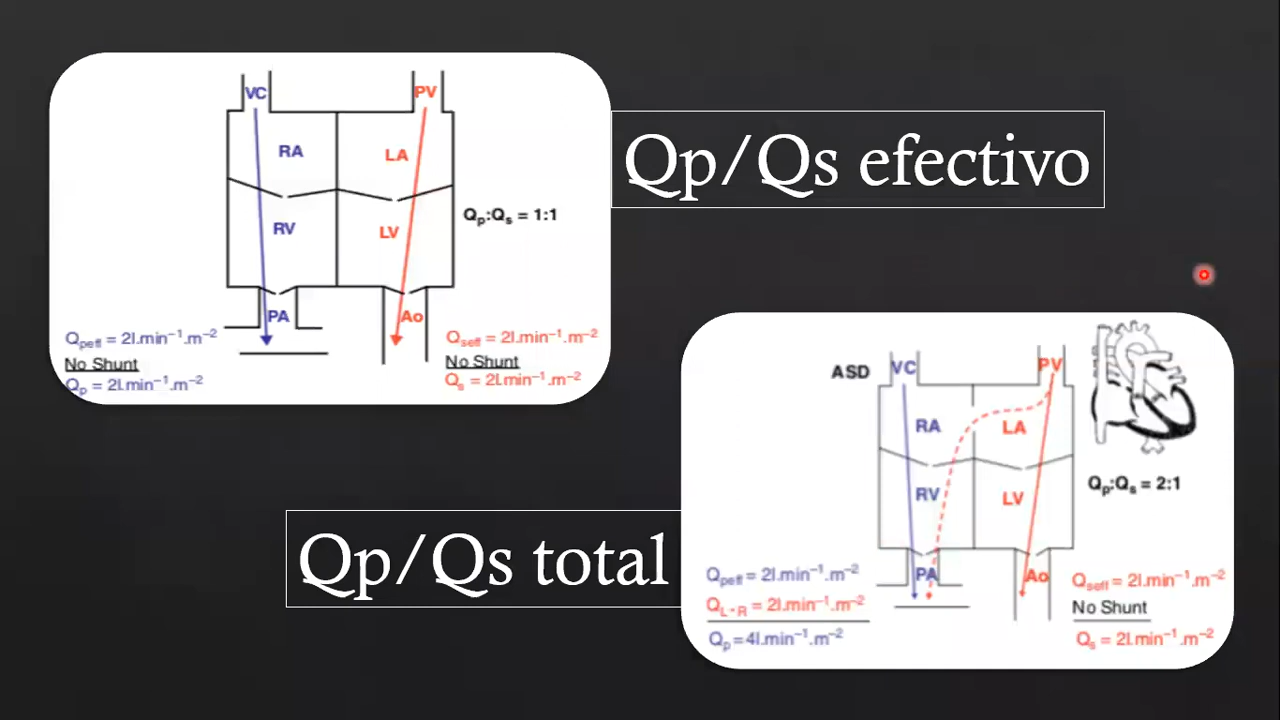 VC PV
RA LA
Qp/Qs efectivo
Qp:Qs = 1:1
RV LV
PA Ao
Qpeff = 2l.min⁻¹.m⁻²
No Shunt
Qp = 2l.min⁻¹.m⁻²
Qseff = 2l.min⁻¹.m⁻²
No Shunt
Qs = 2l.min⁻¹.m⁻²
Qp/Qs total
ASD VC PV
RA LA
Qp:Qs = 2:1
RV LV
PA Ao
Qpeff = 2l.min⁻¹.m⁻²
QL-R = 2l.min⁻¹.m⁻²
Qp=4l.min⁻¹.m⁻²
Qseff = 2l.min⁻¹.m⁻²
No Shunt
Qs = 2l.min⁻¹.m⁻²